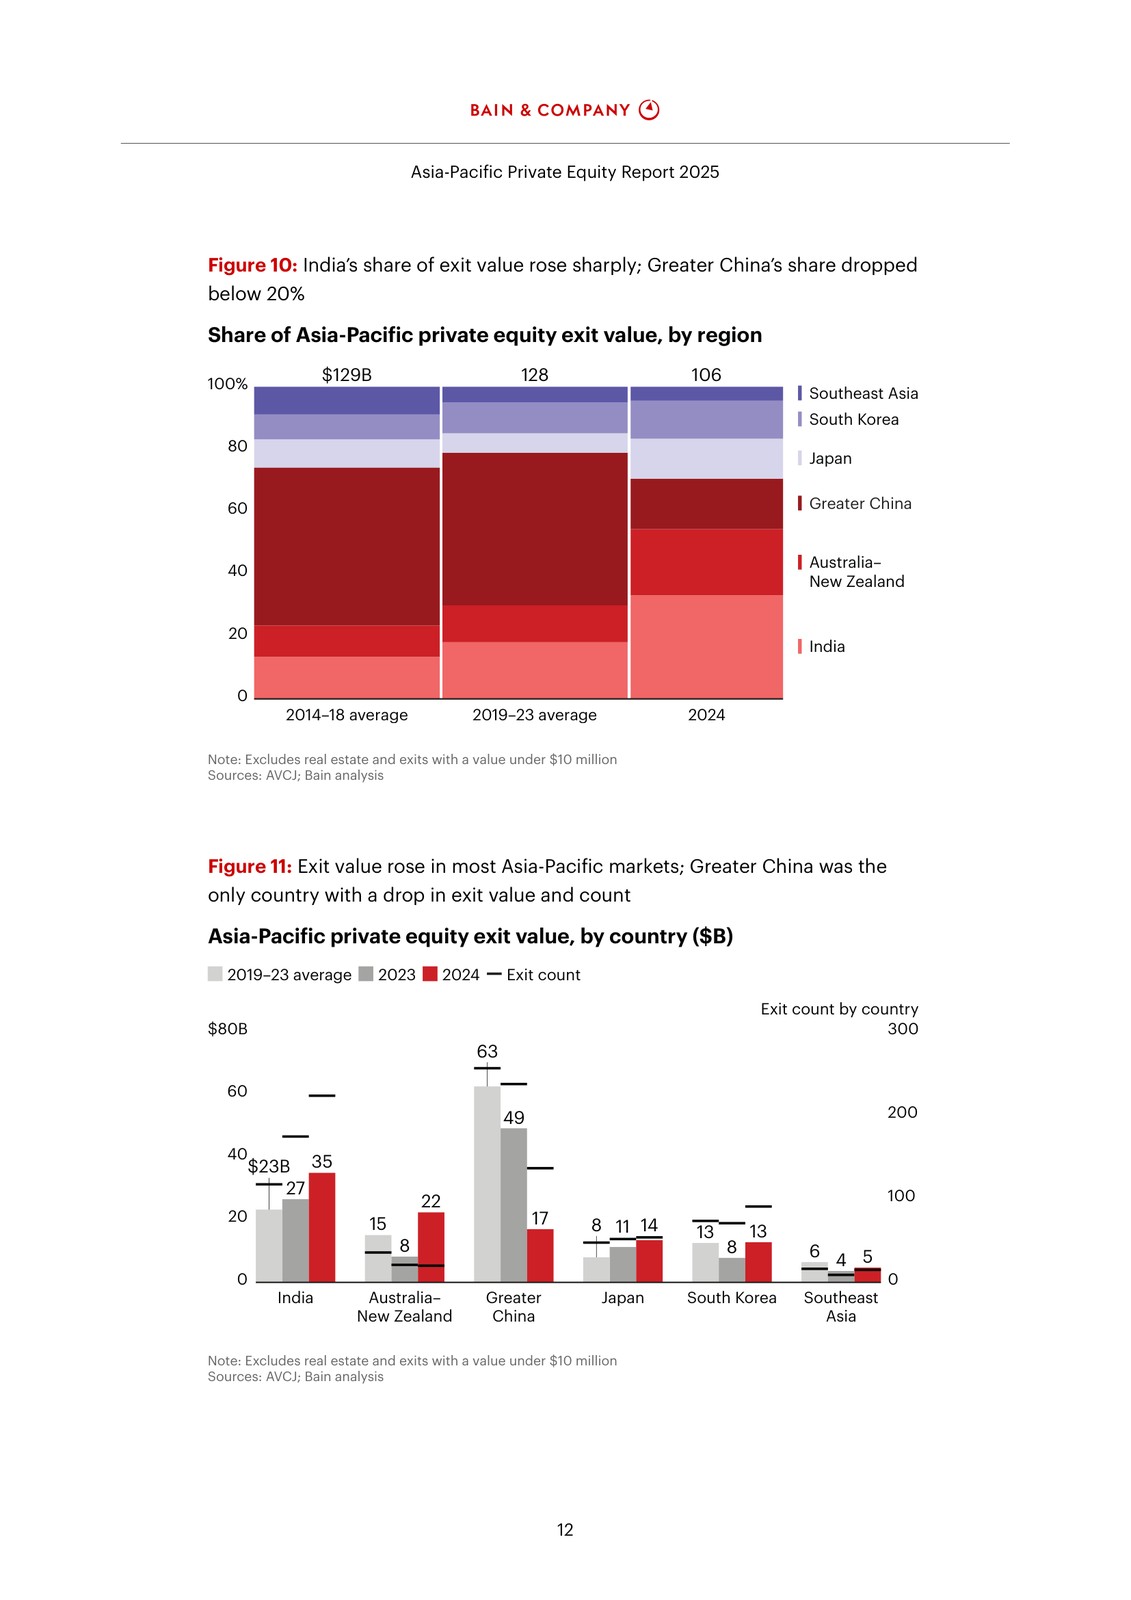 BAIN & COMPANY
Asia-Pacific Private Equity Report 2025
Figure 10: India’s share of exit value rose sharply; Greater China’s share dropped
below 20%
Share of Asia-Pacific private equity exit value, by region
$129B 128 106
100%
80
60
40
20
0
Southeast Asia
South Korea
Japan
Greater China
Australia–
New Zealand
India
2014–18 average 2019–23 average 2024
Note: Excludes real estate and exits with a value under $10 million
Sources: AVCJ; Bain analysis
Figure 11: Exit value rose in most Asia-Pacific markets; Greater China was the
only country with a drop in exit value and count
Asia-Pacific private equity exit value, by country ($B)
2019–23 average 2023 2024 Exit count
Exit count by country
$80B
60
40
20
0
300
200
100
0
$23B 27 35
15 8 22
63 49 17
8 11 14
13 8 13
6 4 5
India
Australia–
New Zealand
Greater
China
Japan
South Korea
Southeast
Asia
Note: Excludes real estate and exits with a value under $10 million
Sources: AVCJ; Bain analysis
12